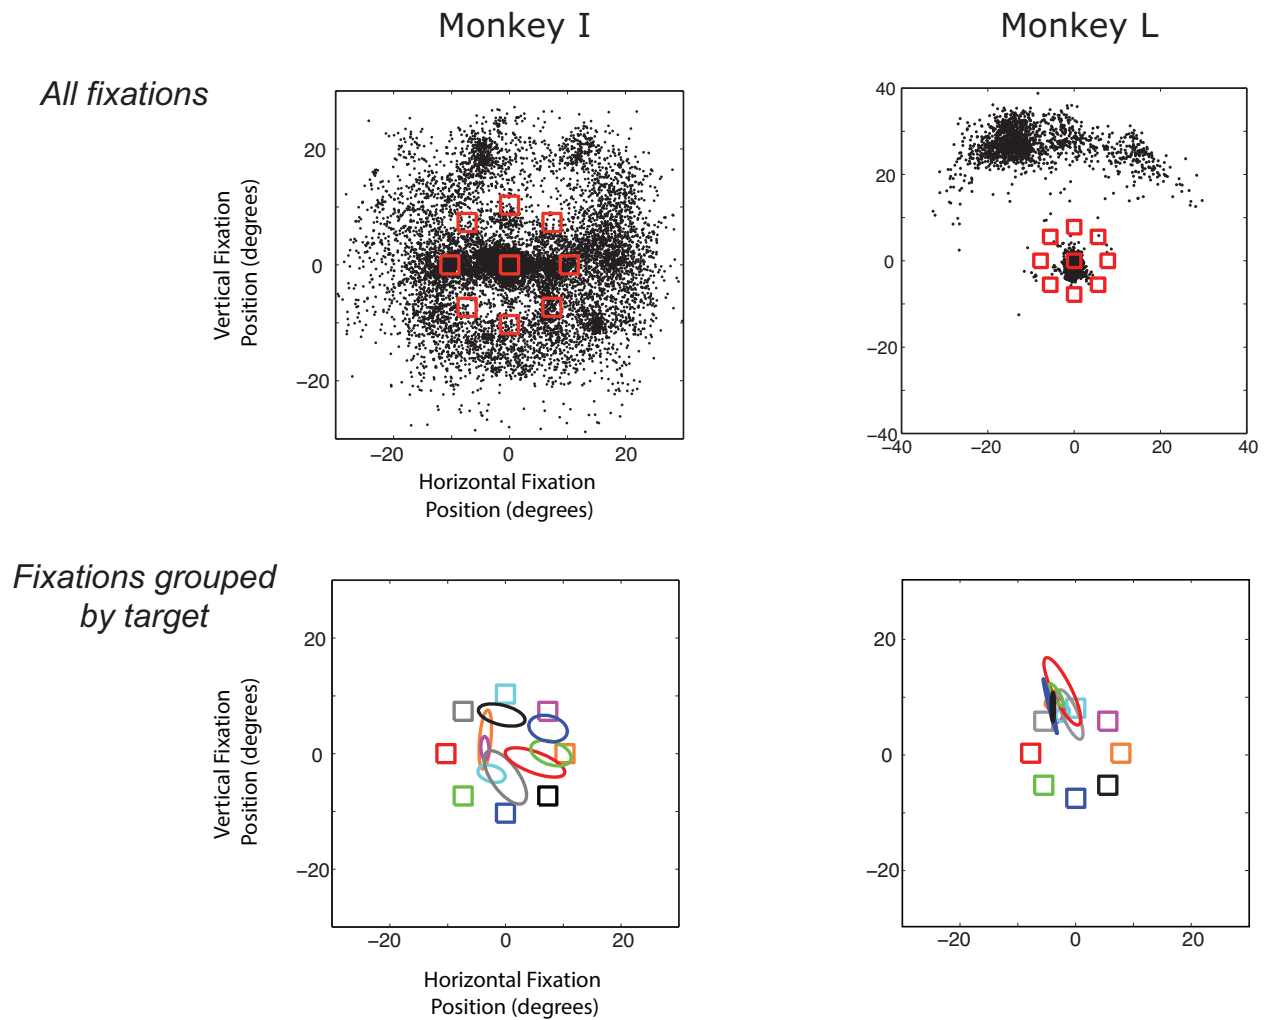 Monkey I
Monkey L
All fixations
Vertical Fixation
Position (degrees)
20
0
−20
−20
0
20
Horizontal Fixation
Position (degrees)
40
20
0
−20
−40
−40
−20
0
20
40
Fixations grouped
by target
Vertical Fixation
Position (degrees)
20
0
−20
−20
0
20
Horizontal Fixation
Position (degrees)
20
0
−20
−20
0
20